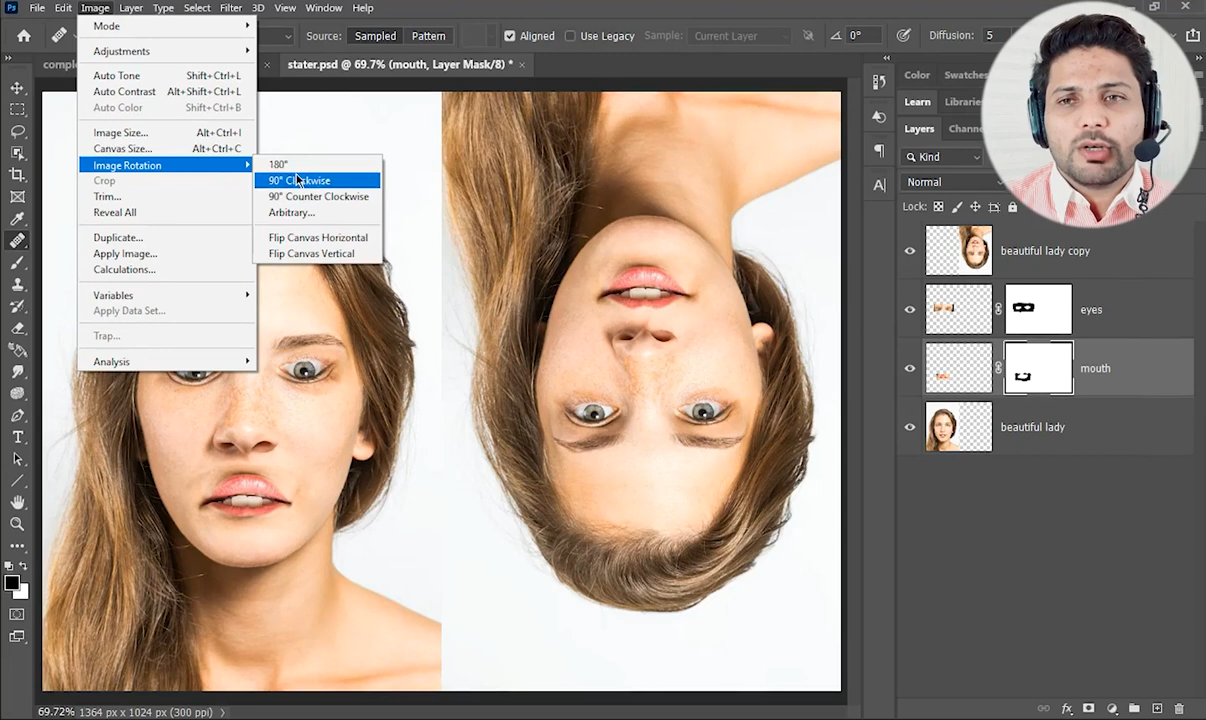 Ps File Edit Image Layer Type Select Filter 3D View Window Help
Source: Sampled Pattern Aligned Use Legacy Sample: Current Layer 0° Diffusion: 5
stater.psd @ 69.7% (mouth, Layer Mask/8) * ×
Mode
Adjustments
Auto Tone Shift+Ctrl+L
Auto Contrast Alt+Shift+Ctrl+L
Auto Color Shift+Ctrl+B
Image Size... Alt+Ctrl+I
Canvas Size... Alt+Ctrl+C
Image Rotation
Crop
Trim...
Reveal All
Duplicate...
Apply Image...
Calculations...
Variables
Apply Data Set...
Trap...
Analysis
180°
90° Clockwise
90° Counter Clockwise
Arbitrary...
Flip Canvas Horizontal
Flip Canvas Vertical
Color Swatches
Learn
Layers
Kind
Normal
Lock:
beautiful lady copy
eyes
mouth
beautiful lady
69.72% 1364 px x 1024 px (300 ppi)